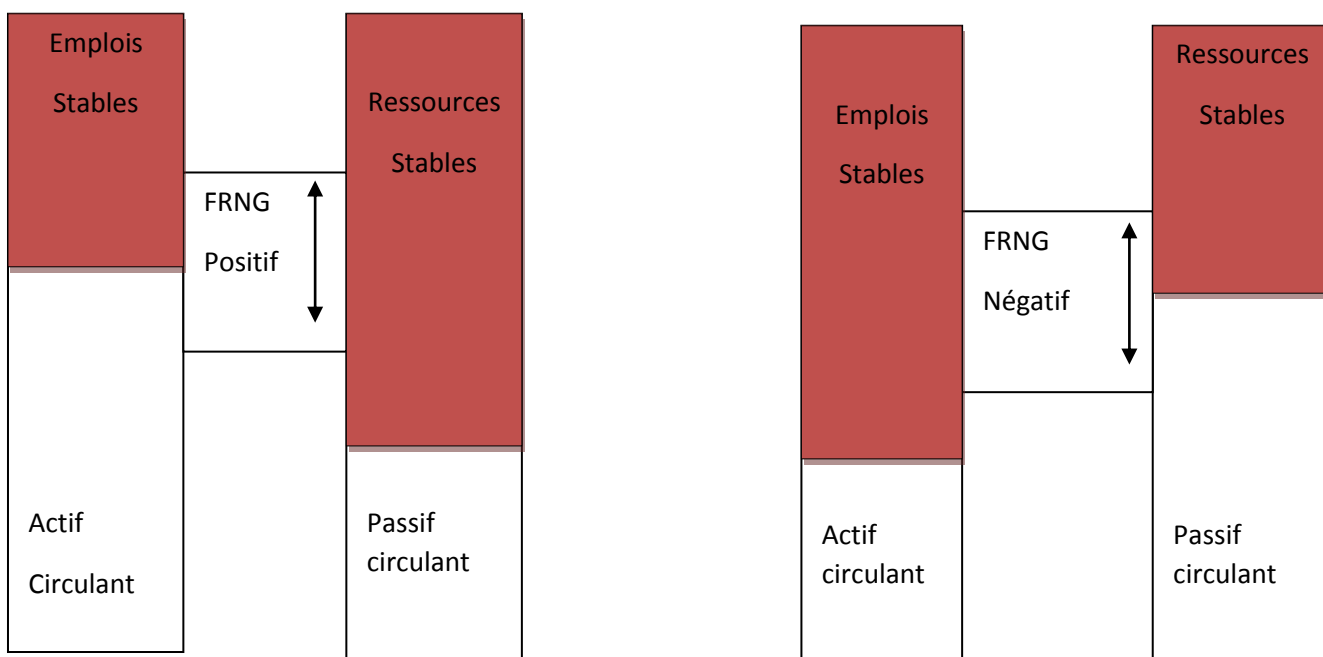 Emplois
Stables
Ressources
Stables
FRNG
Positif
Actif
Circulant
Passif
circulant
Emplois
Stables
Ressources
Stables
FRNG
Négatif
Actif
circulant
Passif
circulant